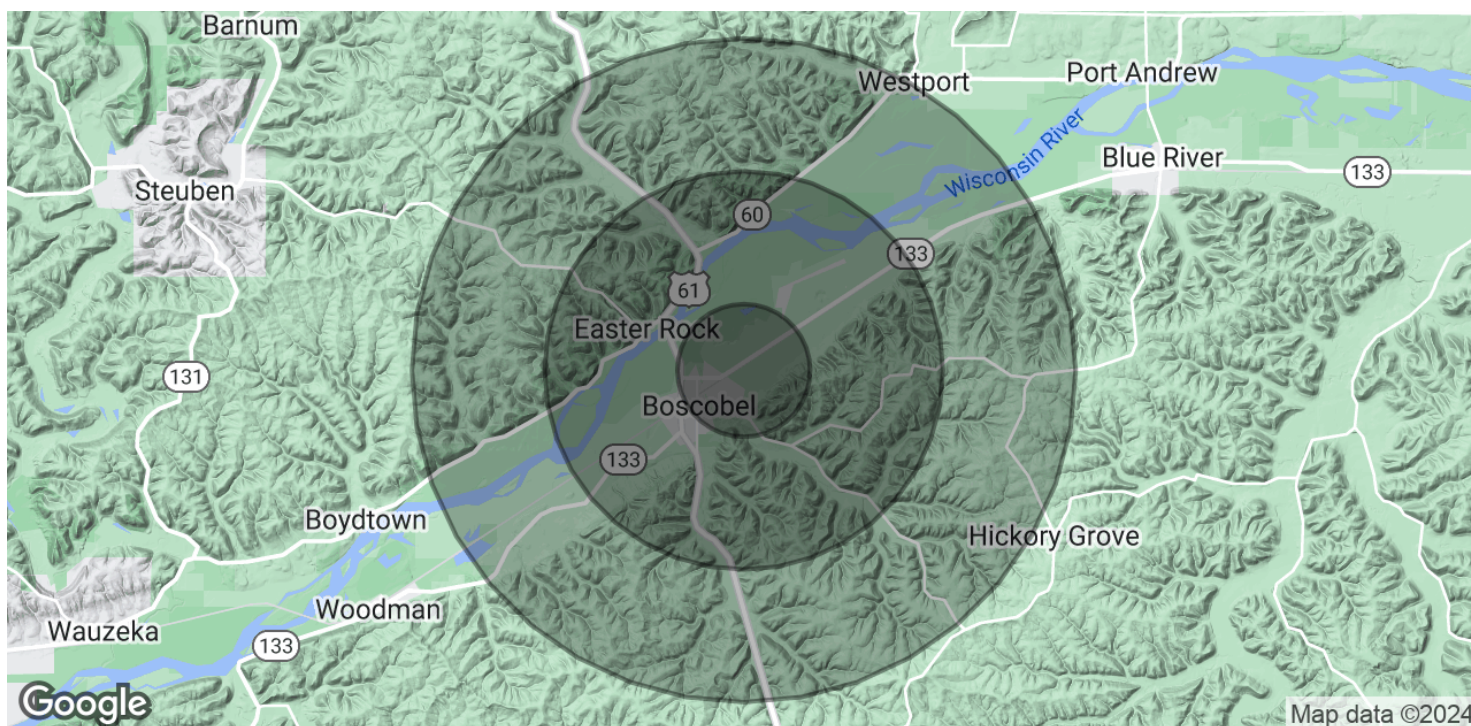 Barnum
Westport
Port Andrew
Blue River
133
Steuben
Wisconsin River
60
133
61
Easter Rock
131
Boscobel
133
Boydtown
Hickory Grove
Woodman
Wauzeka
133
Google
Map data ©2024